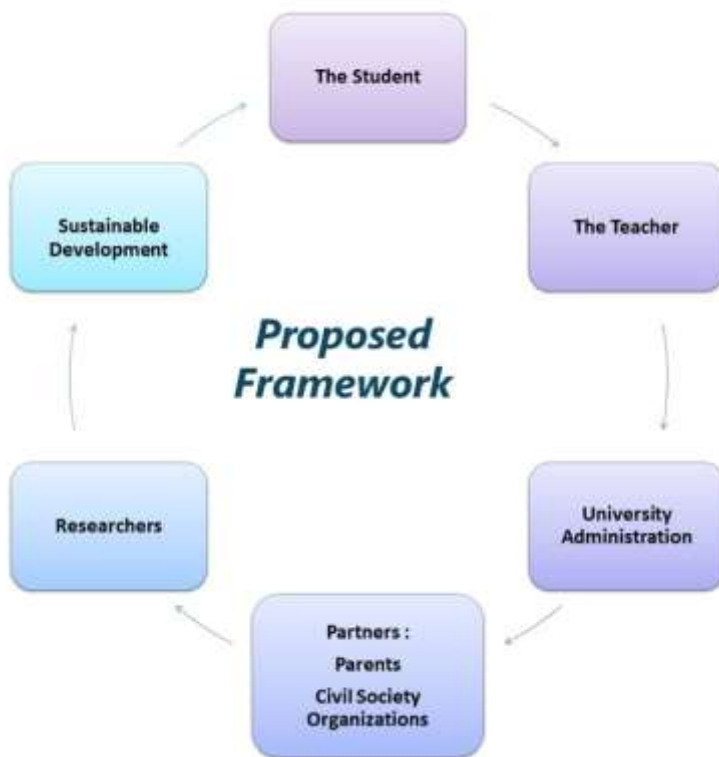 The Student
The Teacher
University
Administration
Partners :
Parents
Civil Society
Organizations
Researchers
Sustainable
Development
Proposed
Framework